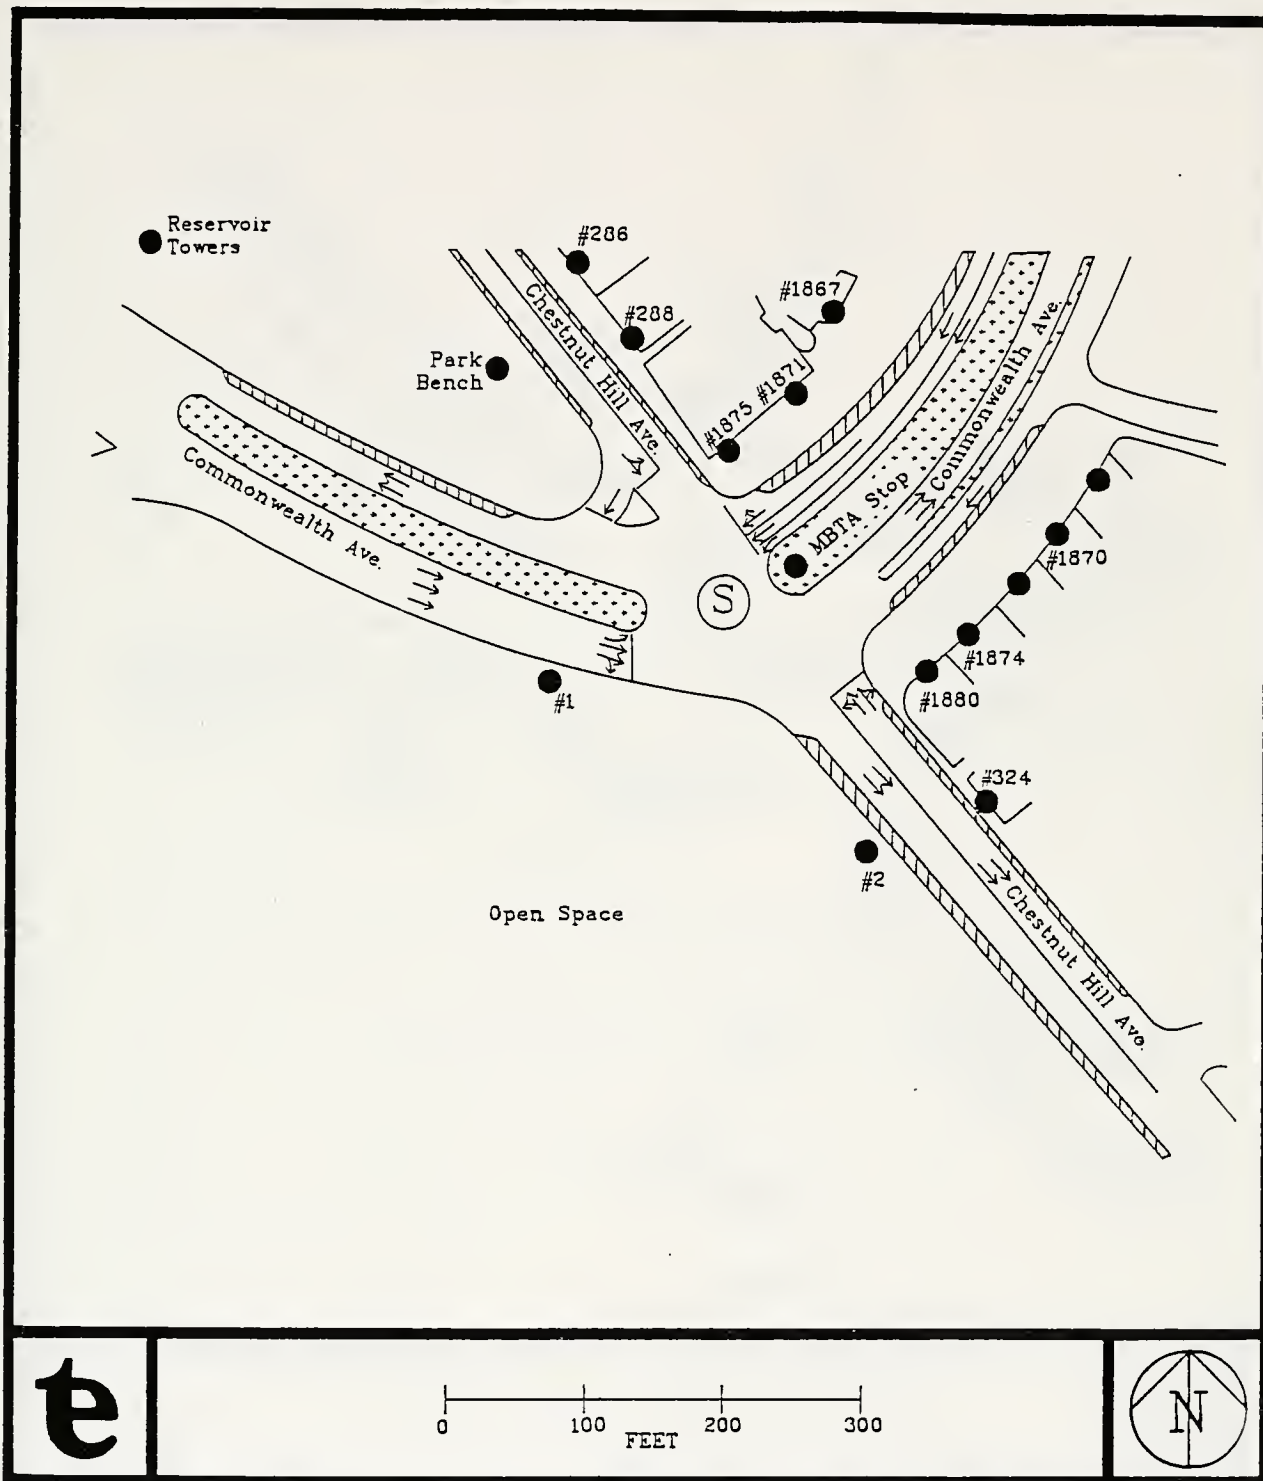 Reservoir
Towers
#286
#288
#1867
Park
Bench
Chestnut Hill Ave.
#1875 #1871
Commonwealth Ave.
MBTA Stop
Commonwealth Ave.
S
#1870
#1874
#1880
#1
#324
#2
Open Space
Chestnut Hill Ave.
te
0 100 200 300
FEET
N